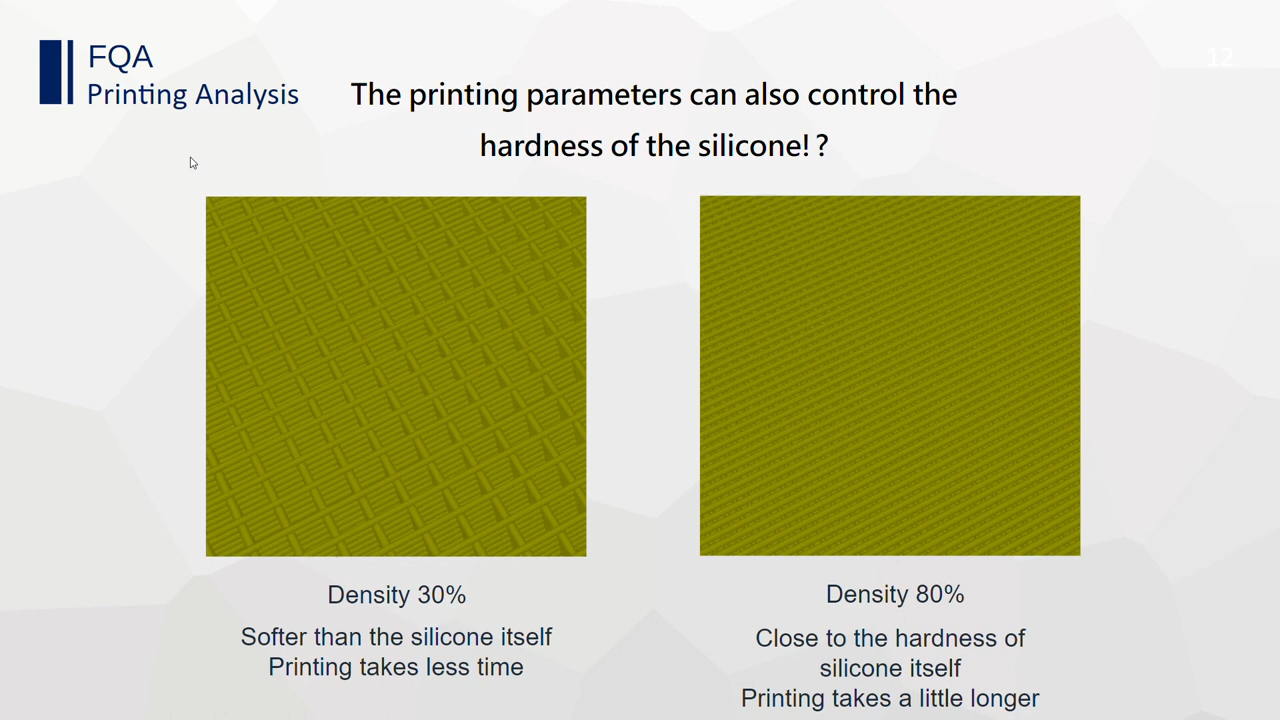 FQA
Printing Analysis
12
The printing parameters can also control the
hardness of the silicone!?
Density 30%
Softer than the silicone itself
Printing takes less time
Density 80%
Close to the hardness of
silicone itself
Printing takes a little longer